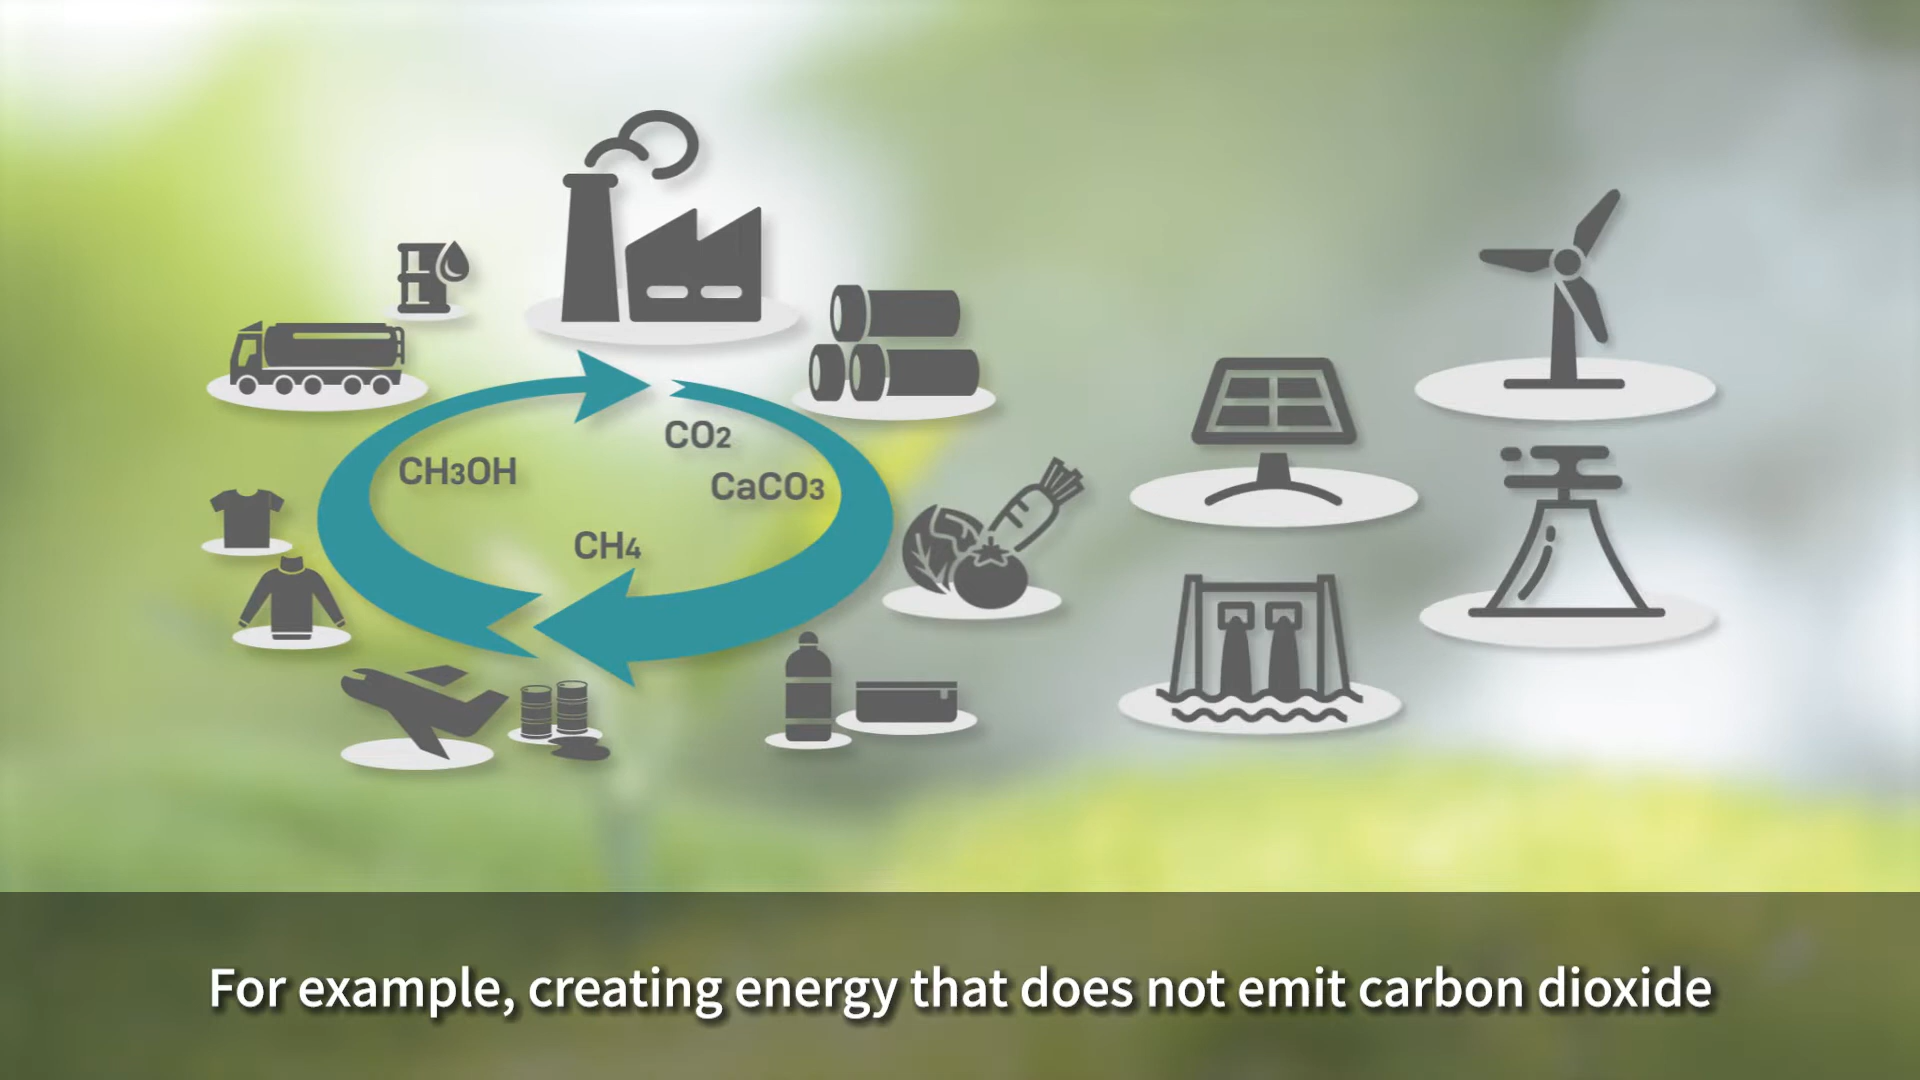 CO2
CH3OH
CaCO3
CH4
For example, creating energy that does not emit carbon dioxide